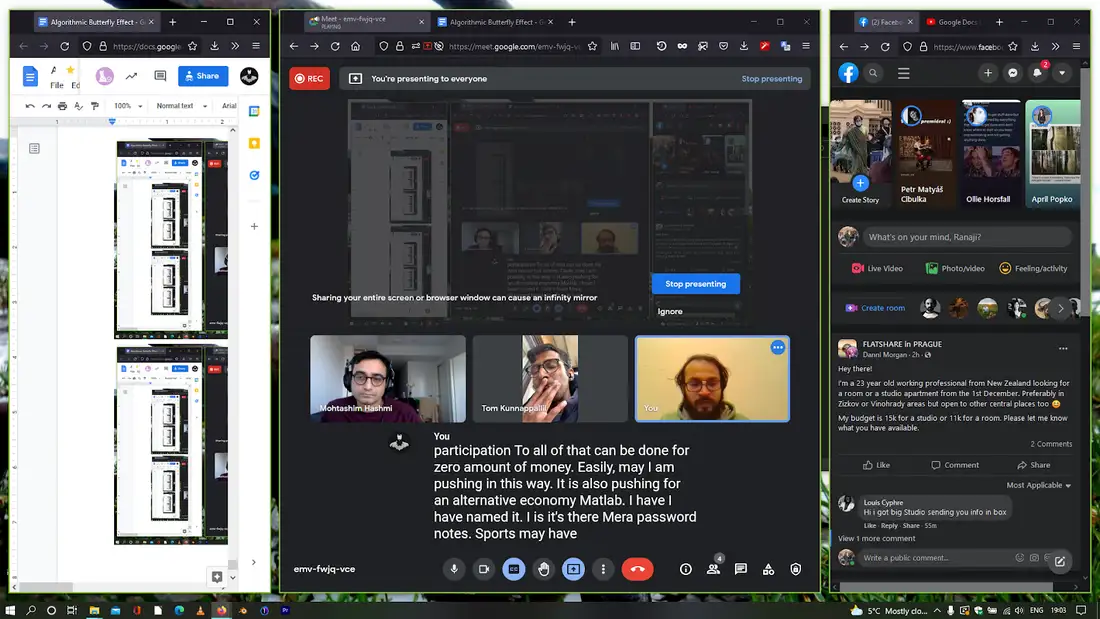 Algorithmic Butterfly Effect - G
https://docs.google
File
Ed
Share
100%
Normal text
Arial
1
1
2
Meet - emv-fwjq-vce
PLAYING
Algorithmic Butterfly Effect - G
https://meet.google.com/emv-fwjq-v
REC
You're presenting to everyone
Stop presenting
Sharing your entire screen or browser window can cause an infinity mirror
Stop presenting
Ignore
Mohtashim Hashmi
Tom Kunnappallil
You
You
participation To all of that can be done for
zero amount of money. Easily, may I am
pushing in this way. It is also pushing for
an alternative economy Matlab. I have I
have named it. I is it's there Mera password
notes. Sports may have
emv-fwjq-vce
4
(2) Faceb
Google Docs
https://www.faceb
2
Create Story
president :)
Petr Matyáš
Cibulka
Ollie Horsfall
April Popko
What's on your mind, Ranaji?
Live Video
Photo/video
Feeling/activity
Create room
FLATSHARE in PRAGUE
Danni Morgan · 2h ·
Hey there!
I'm a 23 year old working professional from New Zealand looking for
a room or a studio apartment from the 1st December. Preferably in
Zizkov or Vinohrady areas but open to other central places too 😄
My budget is 15k for a studio or 11k for a room. Please let me know
what you have available.
2 Comments
Like
Comment
Share
Most Applicable
Louis Cyphre
Hi i got big Studio sending you info in box
Like · Reply · Share · 55m
View 1 more comment
Write a public comment...
5°C Mostly clo...
ENG
19:03